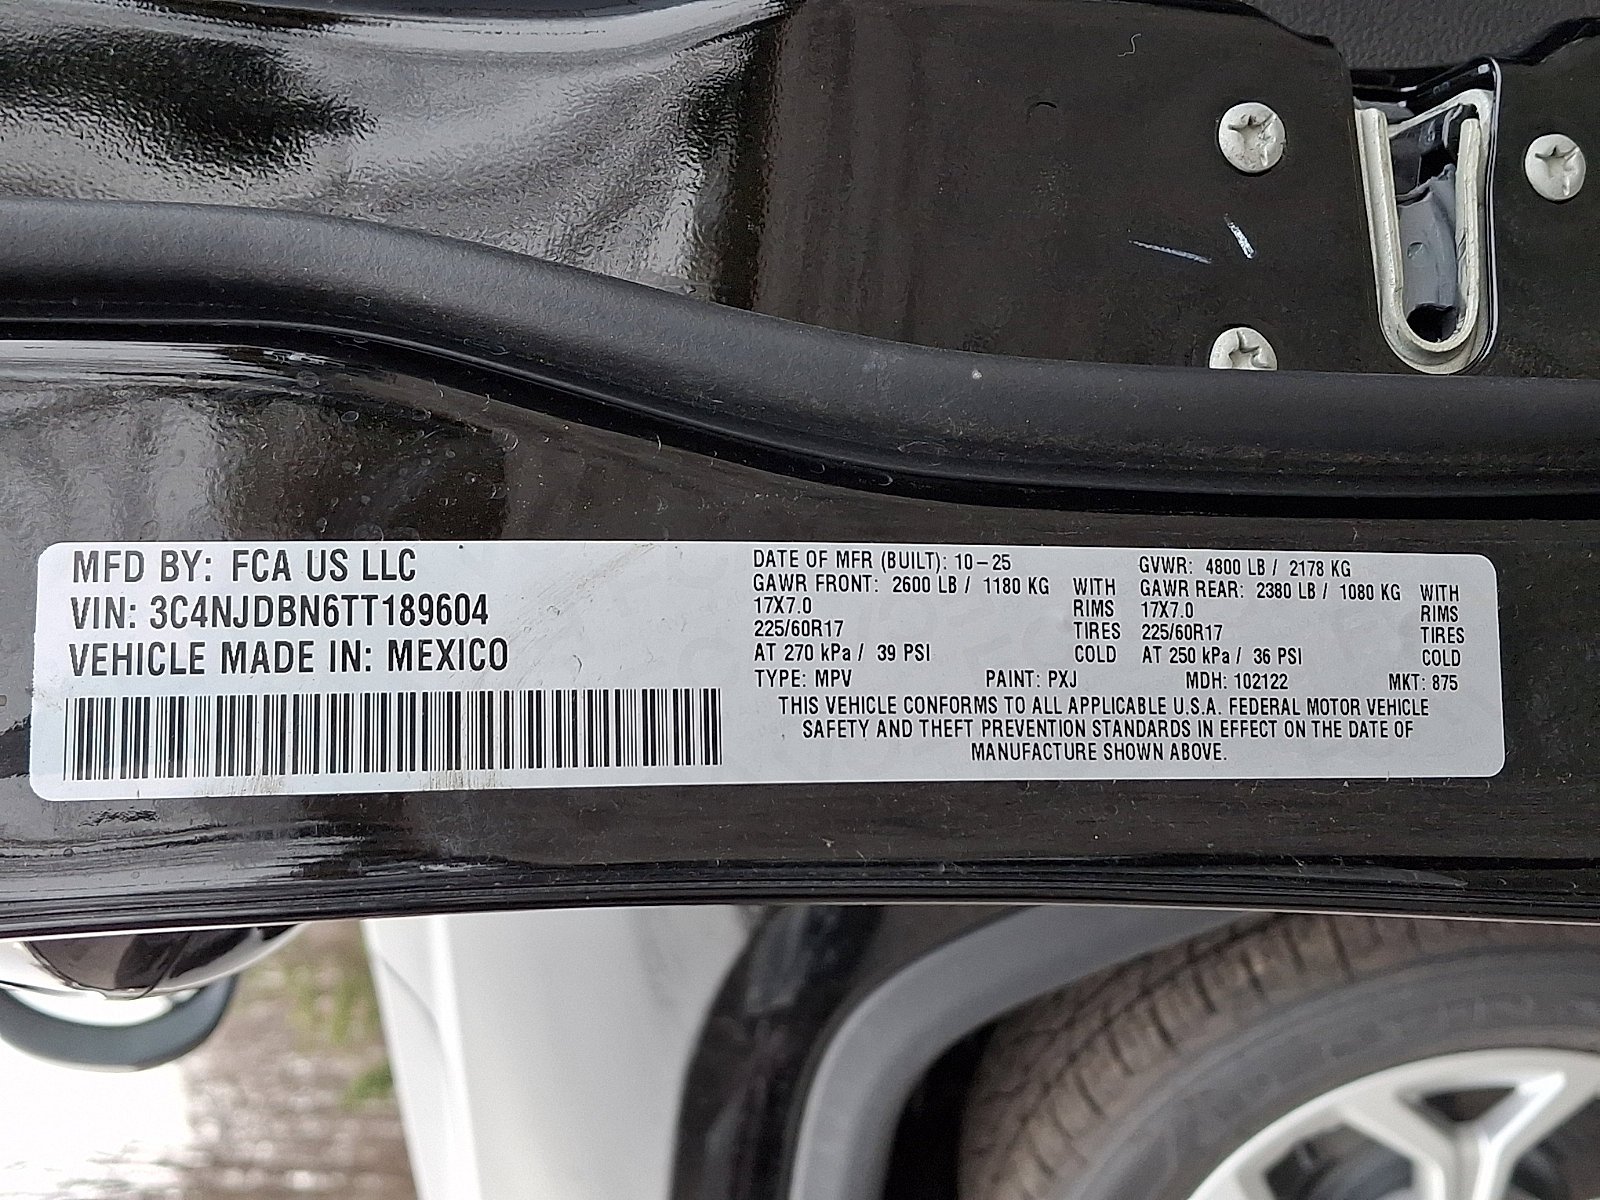 MFD BY: FCA US LLC
VIN: 3C4NJDBN6TT189604
VEHICLE MADE IN: MEXICO
DATE OF MFR (BUILT): 10-25
GAWR FRONT: 2600 LB / 1180 KG WITH
17X7.0 RIMS
225/60R17 TIRES
AT 270 kPa / 39 PSI COLD
GVWR: 4800 LB / 2178 KG
GAWR REAR: 2380 LB / 1080 KG WITH
17X7.0 RIMS
225/60R17 TIRES
AT 250 kPa / 36 PSI COLD
TYPE: MPV PAINT: PXJ MDH: 102122 MKT: 875
THIS VEHICLE CONFORMS TO ALL APPLICABLE U.S.A. FEDERAL MOTOR VEHICLE
SAFETY AND THEFT PREVENTION STANDARDS IN EFFECT ON THE DATE OF
MANUFACTURE SHOWN ABOVE.